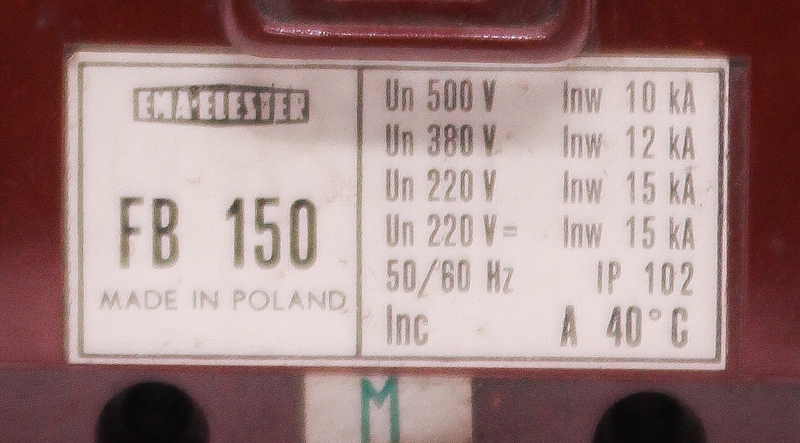 EMA-ELESTER
FB 150
MADE IN POLAND
Un 500 V Inw 10 kA
Un 380 V Inw 12 kA
Un 220 V Inw 15 kA
Un 220 V= Inw 15 kA
50/60 Hz IP 102
Inc A 40°C
M